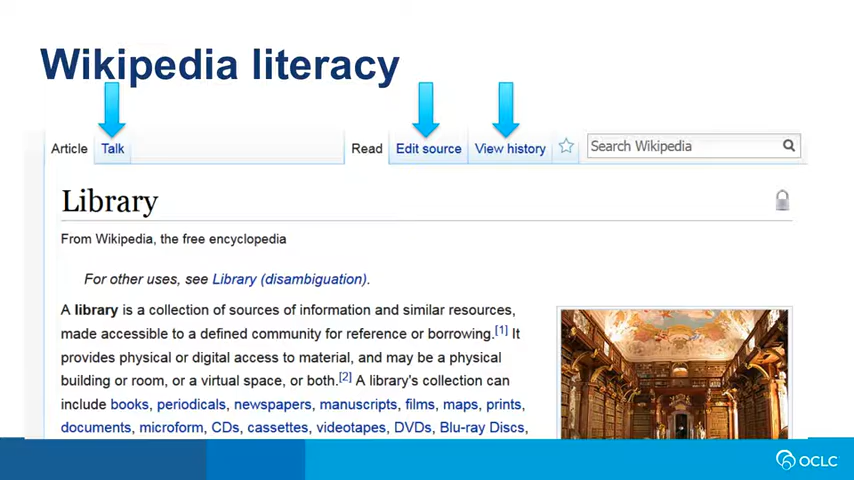 Wikipedia literacy
Article Talk Read Edit source View history Search Wikipedia
Library
From Wikipedia, the free encyclopedia
For other uses, see Library (disambiguation).
A library is a collection of sources of information and similar resources,
made accessible to a defined community for reference or borrowing.[1] It
provides physical or digital access to material, and may be a physical
building or room, or a virtual space, or both.[2] A library's collection can
include books, periodicals, newspapers, manuscripts, films, maps, prints,
documents, microform, CDs, cassettes, videotapes, DVDs, Blu-ray Discs,
OCLC